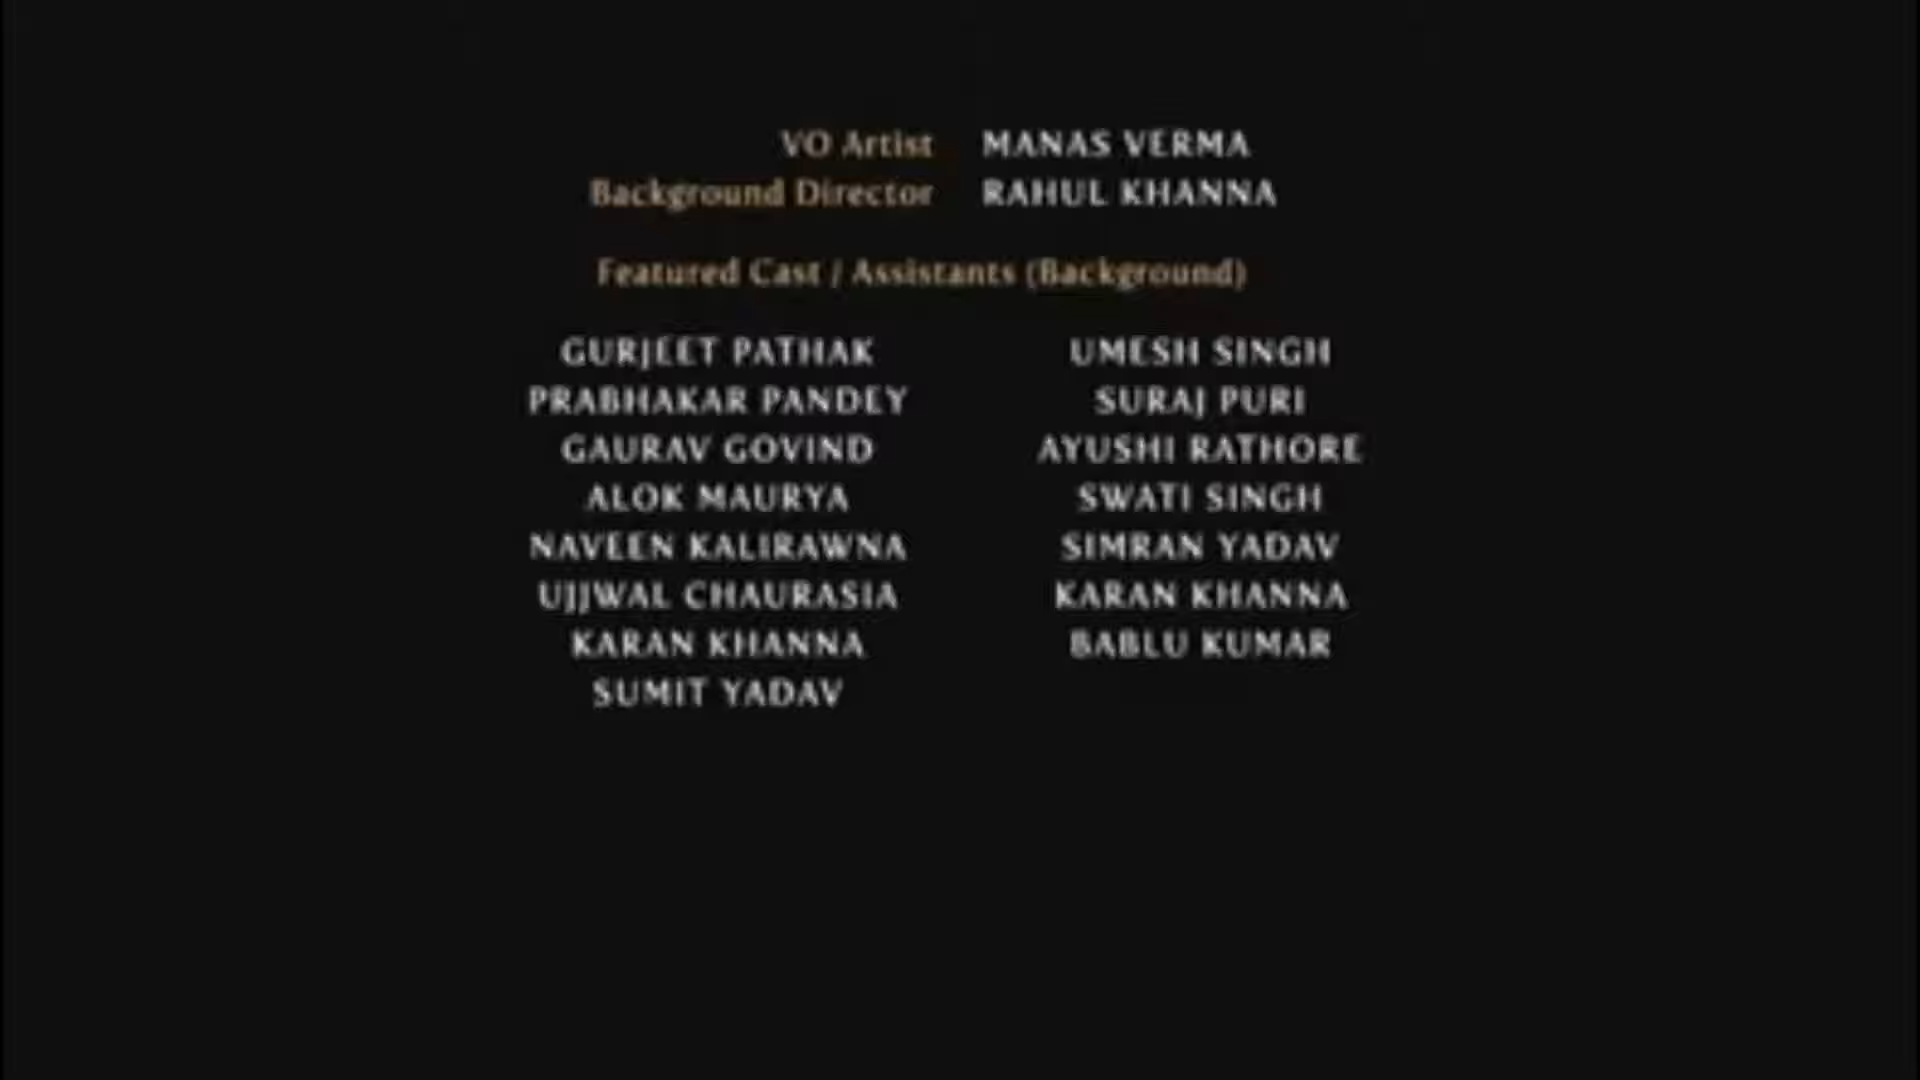 VO Artist MANAS VERMA
Background Director RAHUL KHANNA
Featured Cast / Assistants (Background)
GURJEET PATHAK UMESH SINGH
PRABHAKAR PANDEY SURAJ PURI
GAURAV GOVIND AYUSHI RATHORE
ALOK MAURYA SWATI SINGH
NAVEEN KALIRAWNA SIMRAN YADAV
UJJWAL CHAURASIA KARAN KHANNA
KARAN KHANNA BABLU KUMAR
SUMIT YADAV